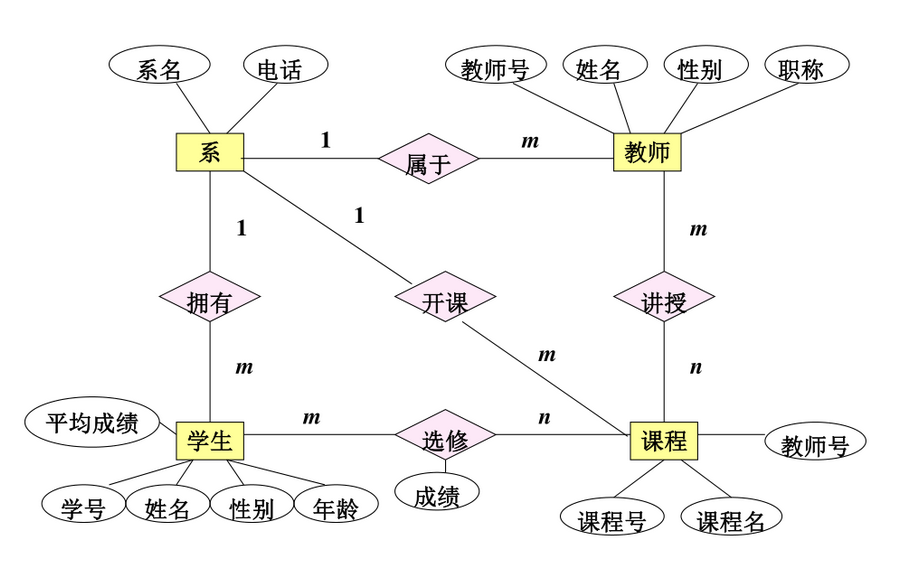 系名 电话 教师号 姓名 性别 职称
系 1 属于 m 教师
1 1 m
拥有 开课 讲授
m m n
平均成绩 学生 m 选修 n 课程 教师号
学号 姓名 性别 年龄 成绩 课程号 课程名